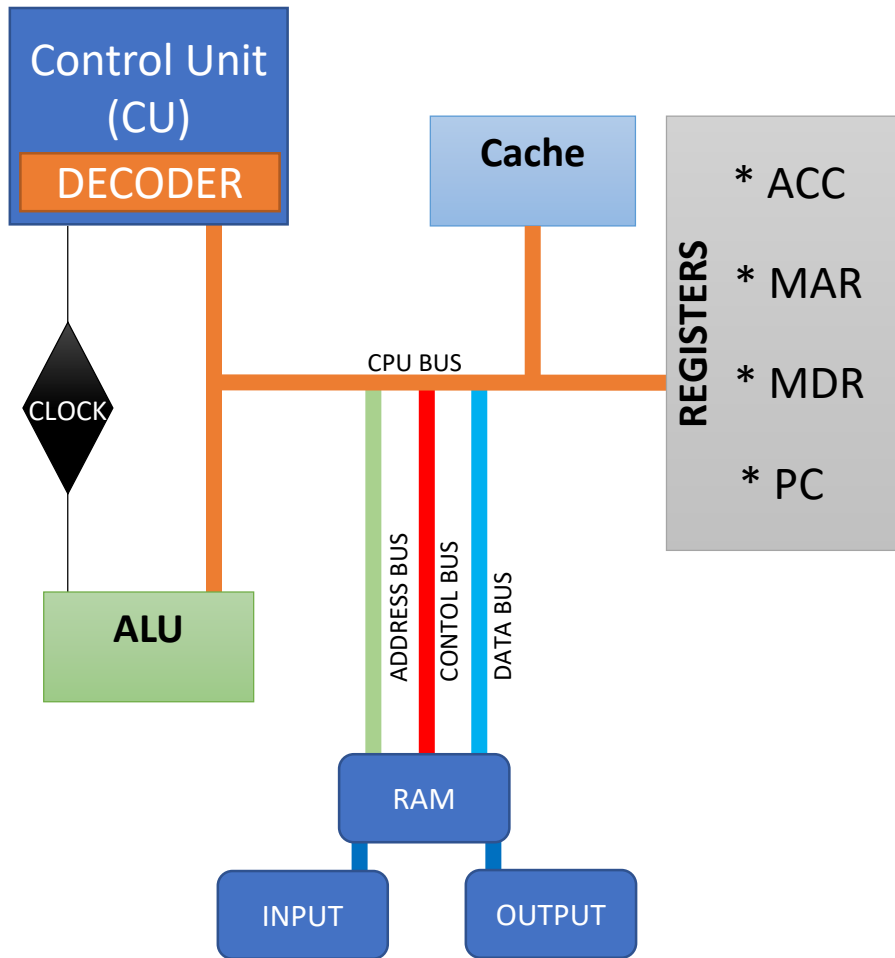 Control Unit
(CU)
DECODER
Cache
REGISTERS
* ACC
* MAR
* MDR
* PC
CPU BUS
CLOCK
ADDRESS BUS
CONTOL BUS
DATA BUS
ALU
RAM
INPUT
OUTPUT